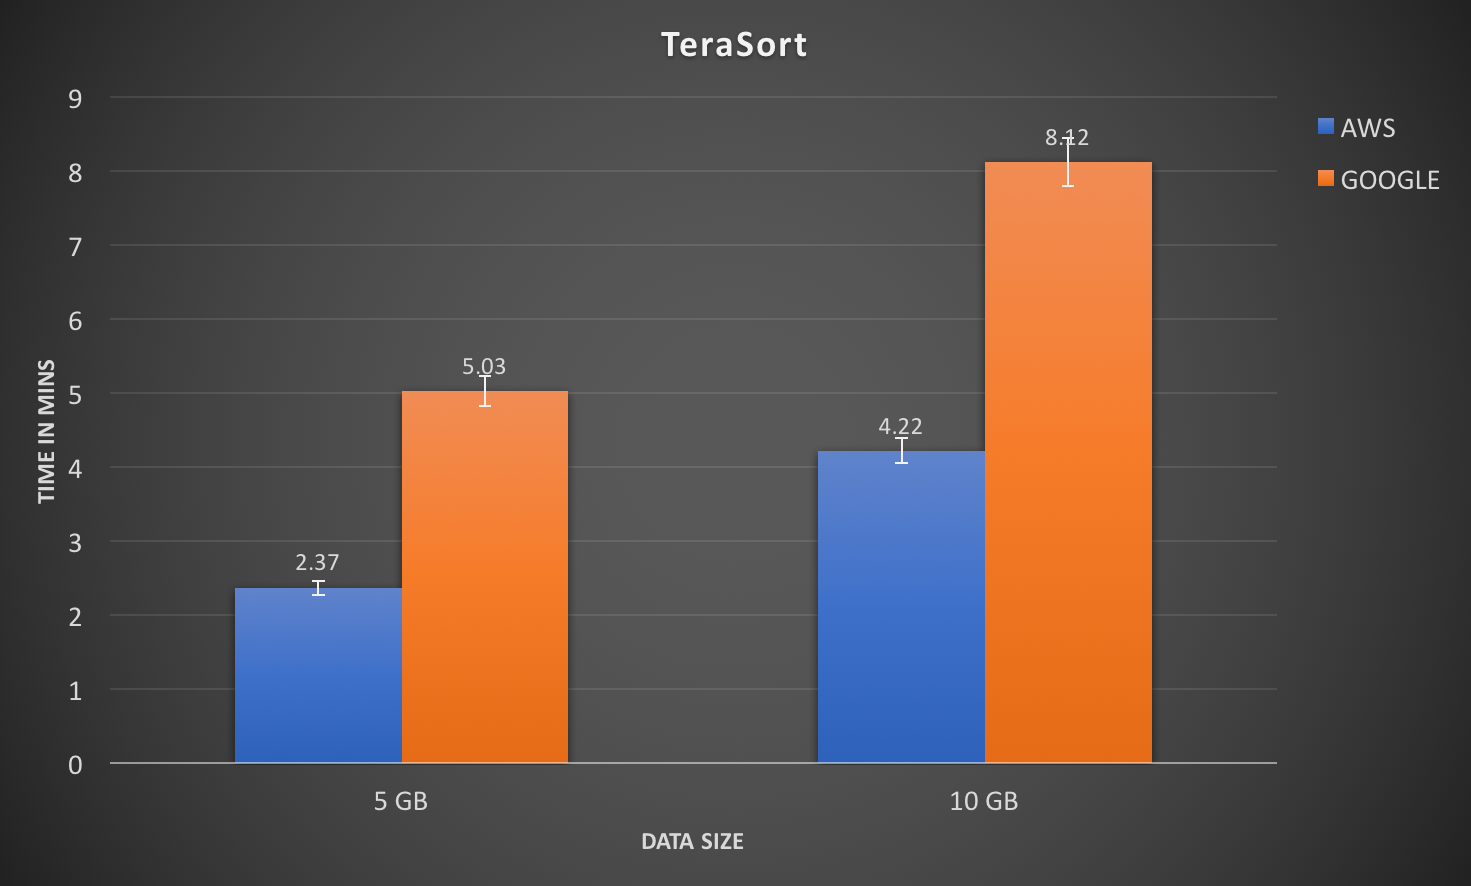 TeraSort
9
8
7
6
5
4
3
2
1
0
TIME IN MINS
2.37
5.03
4.22
8.12
5 GB
10 GB
DATA SIZE
AWS
GOOGLE